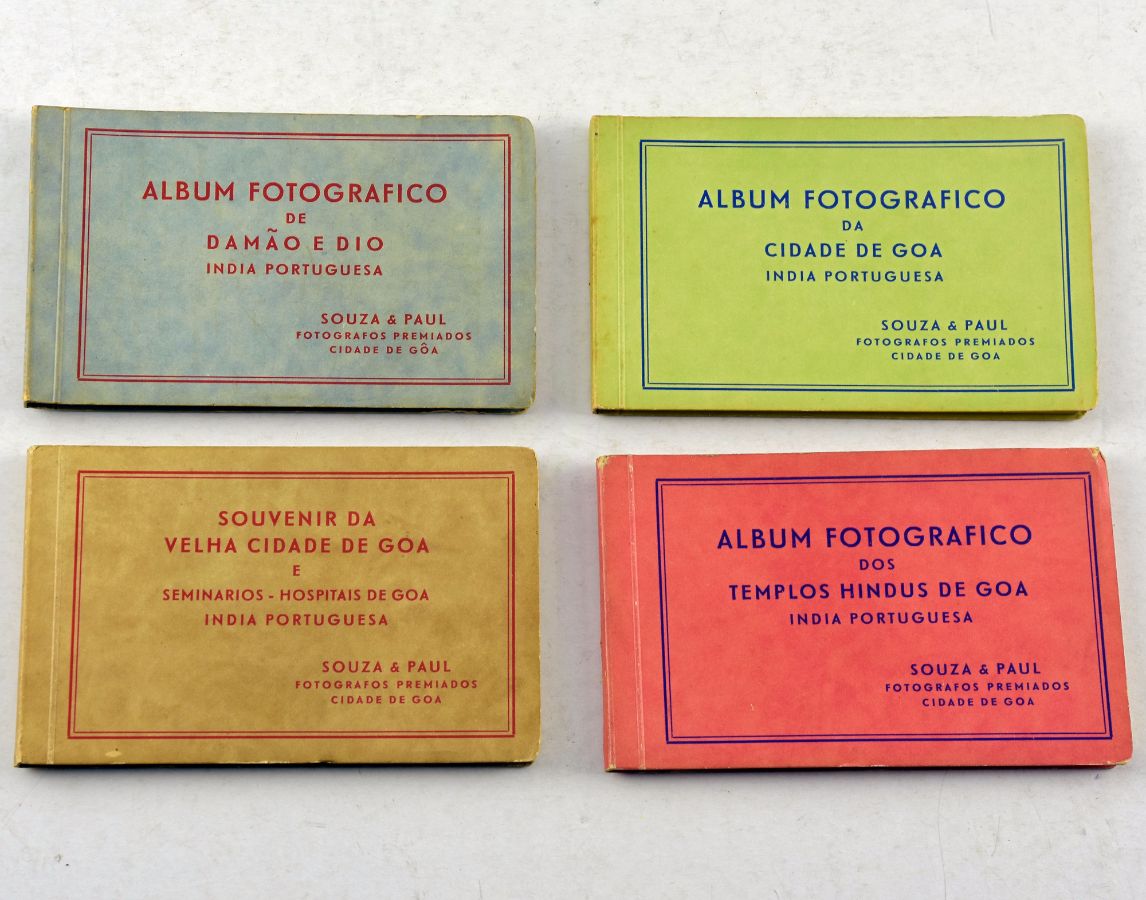 ALBUM FOTOGRAFICO
DE
DAMÃO E DIO
INDIA PORTUGUESA
SOUZA & PAUL
FOTOGRAFOS PREMIADOS
CIDADE DE GÔA
ALBUM FOTOGRAFICO
DA
CIDADE DE GOA
INDIA PORTUGUESA
SOUZA & PAUL
FOTOGRAFOS PREMIADOS
CIDADE DE GOA
SOUVENIR DA
VELHA CIDADE DE GOA
E
SEMINARIOS - HOSPITAIS DE GOA
INDIA PORTUGUESA
SOUZA & PAUL
FOTOGRAFOS PREMIADOS
CIDADE DE GOA
ALBUM FOTOGRAFICO
DOS
TEMPLOS HINDUS DE GOA
INDIA PORTUGUESA
SOUZA & PAUL
FOTOGRAFOS PREMIADOS
CIDADE DE GOA